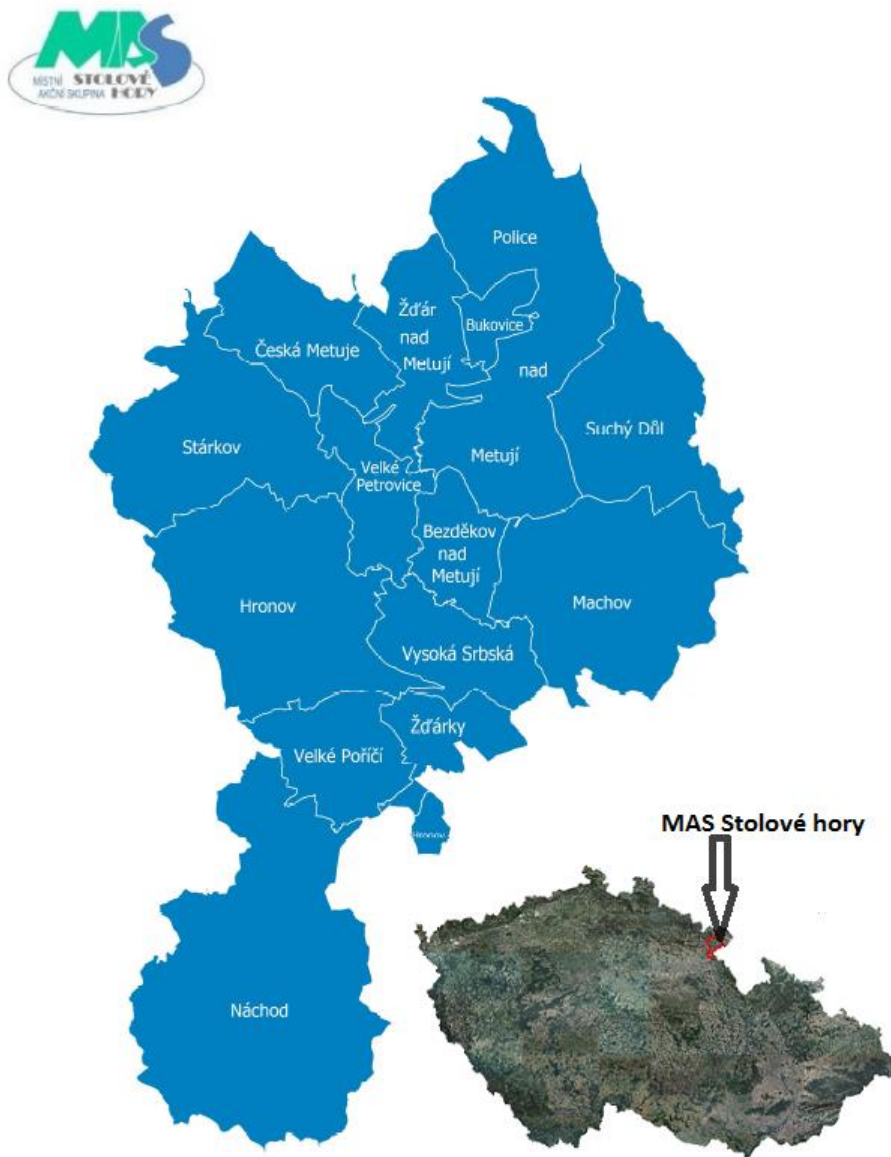 MAS
MÍSTNÍ STOLOVÉ
AKČNÍ SKUPINA HORY
Police
Žďár
nad
Metují
Bukovice
Česká Metuje
nad
Suchý Důl
Stárkov
Metují
Velké
Petrovice
Bezděkov
nad
Metují
Hronov
Machov
Vysoká Srbská
Žďárky
Velké Poříčí
Hronov
MAS Stolové hory
Náchod